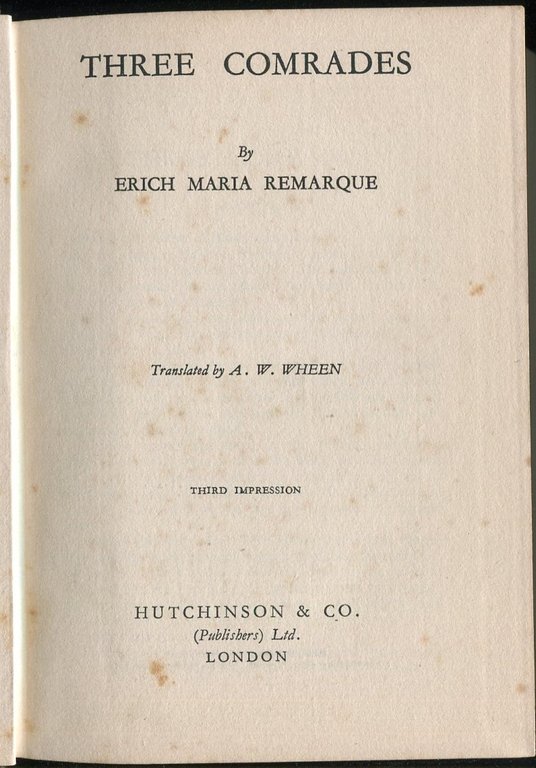 THREE COMRADES
By
ERICH MARIA REMARQUE
Translated by A. W. WHEEN
THIRD IMPRESSION
HUTCHINSON & CO.
(Publishers) Ltd.
LONDON